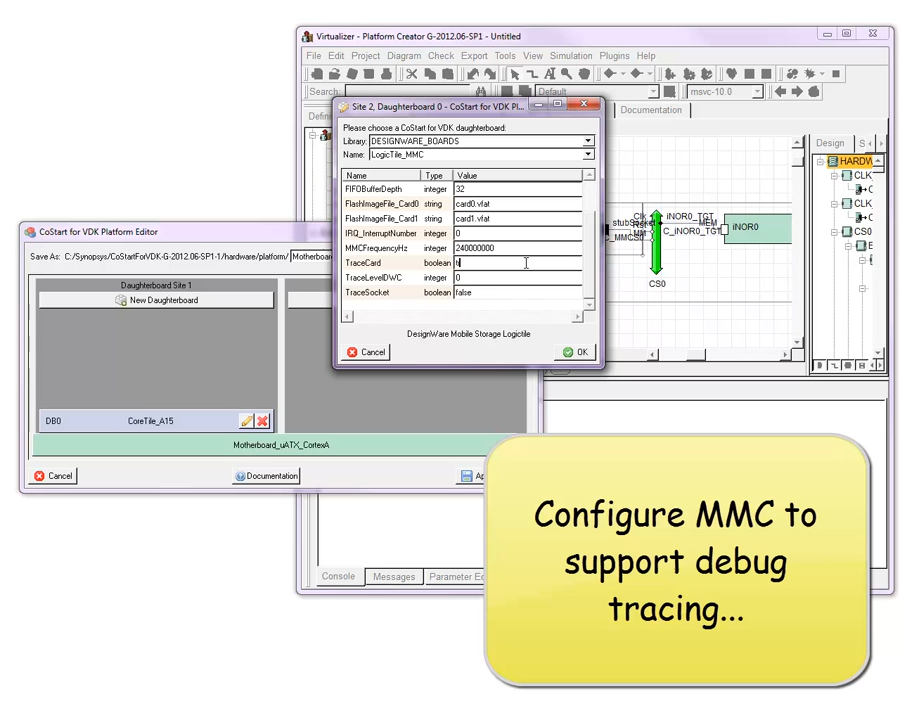 Virtualizer - Platform Creator G-2012.06-SP1 - Untitled
File Edit Project Diagram Check Export Tools View Simulation Plugins Help
Search: Default msvc-10.0
Site 2, Daughterboard 0 - CoStart for VDK Pl...
Documentation
Please choose a CoStart for VDK daughterboard:
Library: DESIGNWARE_BOARDS
Name: LogicTile_MMC
Name Type Value
FIFOBufferDepth integer 32
FlashImageFile_Card0 string card0.vfat
FlashImageFile_Card1 string card1.vfat
IRQ_InterruptNumber integer 0
MMCFrequencyHz integer 240000000
TraceCard boolean t
TraceLevelDWC integer 0
TraceSocket boolean false
DesignWare Mobile Storage Logictile
Cancel OK
Design
HARDW
CLK
CLK
CS0
stubSocket
iNOR0_TGT
MEM
C_iNOR0_TGT
C_MMCS0
iNOR0
CS0
CoStart for VDK Platform Editor
Save As: C:/Synopsys/CoStartForVDK-G-2012.06-SP1-1/hardware/platform/ Motherboard
Daughterboard Site 1
New Daughterboard
DB0 CoreTile_A15
Motherboard_uATX_CortexA
Cancel Documentation
Console Messages Parameter Ed
Configure MMC to
support debug
tracing...